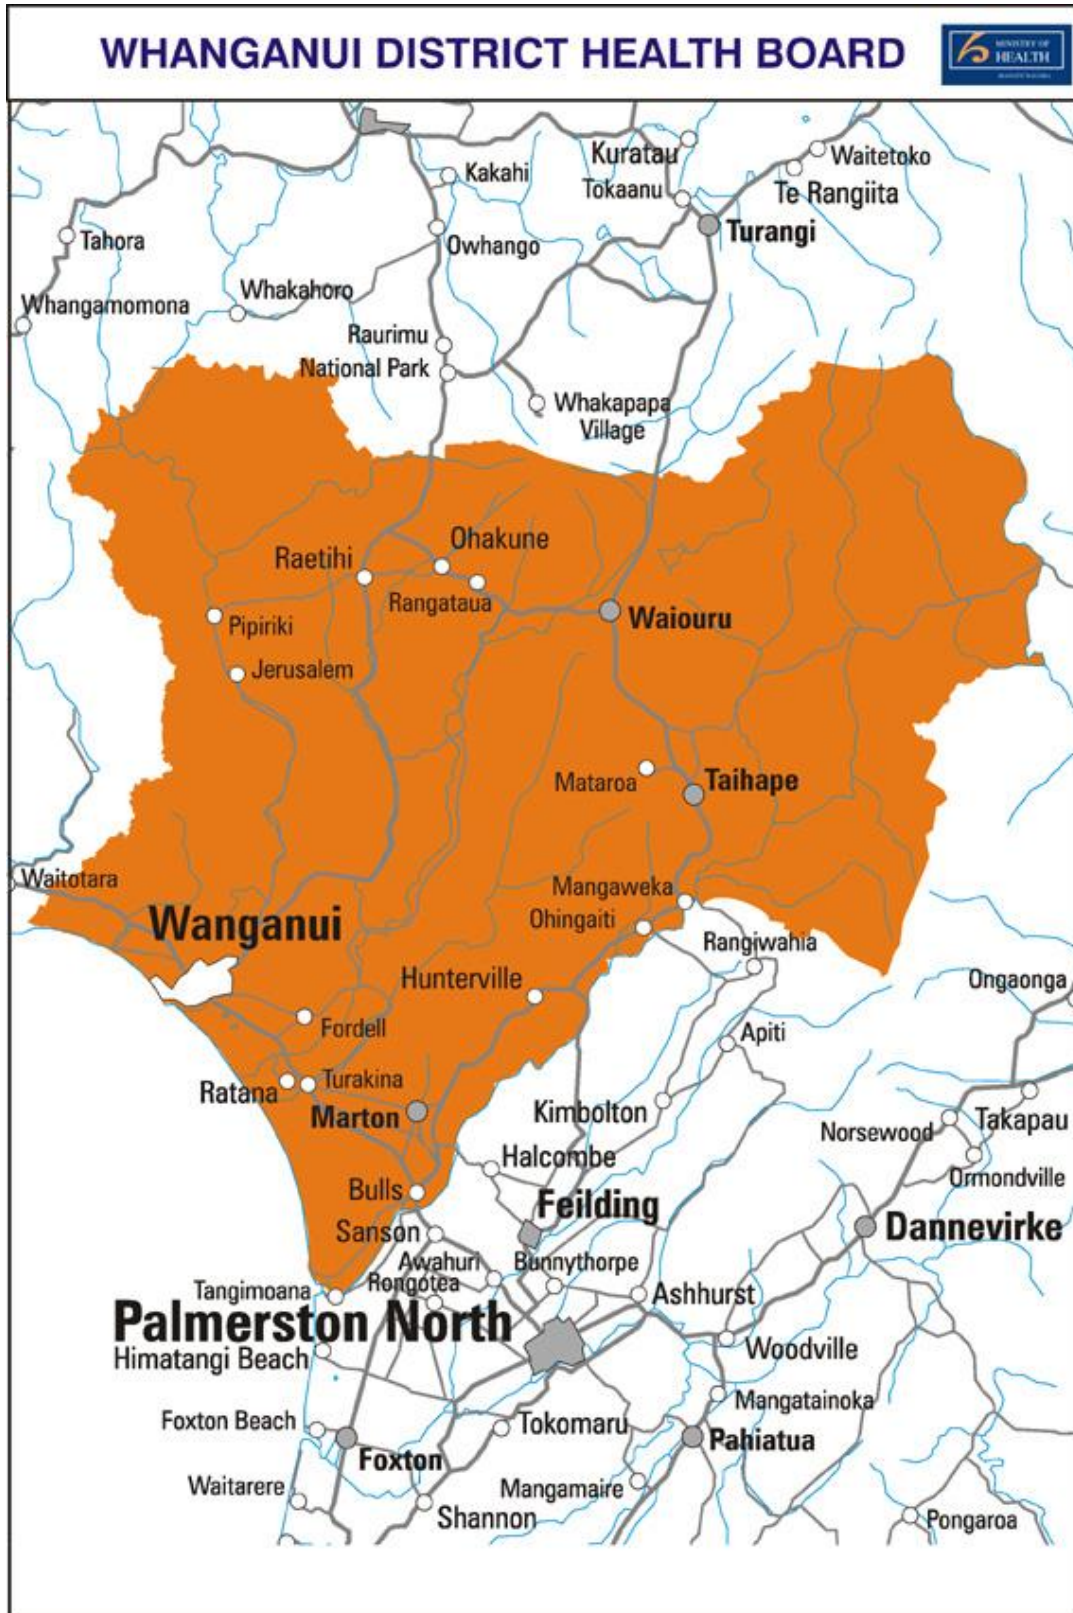 WHANGANUI DISTRICT HEALTH BOARD
MINISTRY OF
HEALTH
Kuratau
Waitetoko
Kakahi
Te Rangiita
Tokaanu
Turangi
Tahora
Owhango
Whakahoro
Whangamomona
Raurimu
National Park
Whakapapa
Village
Ohakune
Raetihi
Rangataua
Waiouru
Pipiriki
Jerusalem
Mataroa
Taihape
Waitotara
Mangaweka
Wanganui
Ohingaiti
Rangiwahia
Hunterville
Ongaonga
Fordell
Apiti
Turakina
Ratana
Kimbolton
Marton
Takapau
Norsewood
Halcombe
Ormondville
Bulls
Feilding
Dannevirke
Sanson
Awahuri
Bunnythorpe
Rongotea
Tangimoana
Ashhurst
Palmerston North
Woodville
Himatangi Beach
Mangatainoka
Foxton Beach
Tokomaru
Pahiatua
Foxton
Waitarere
Mangamaire
Shannon
Pongaroa